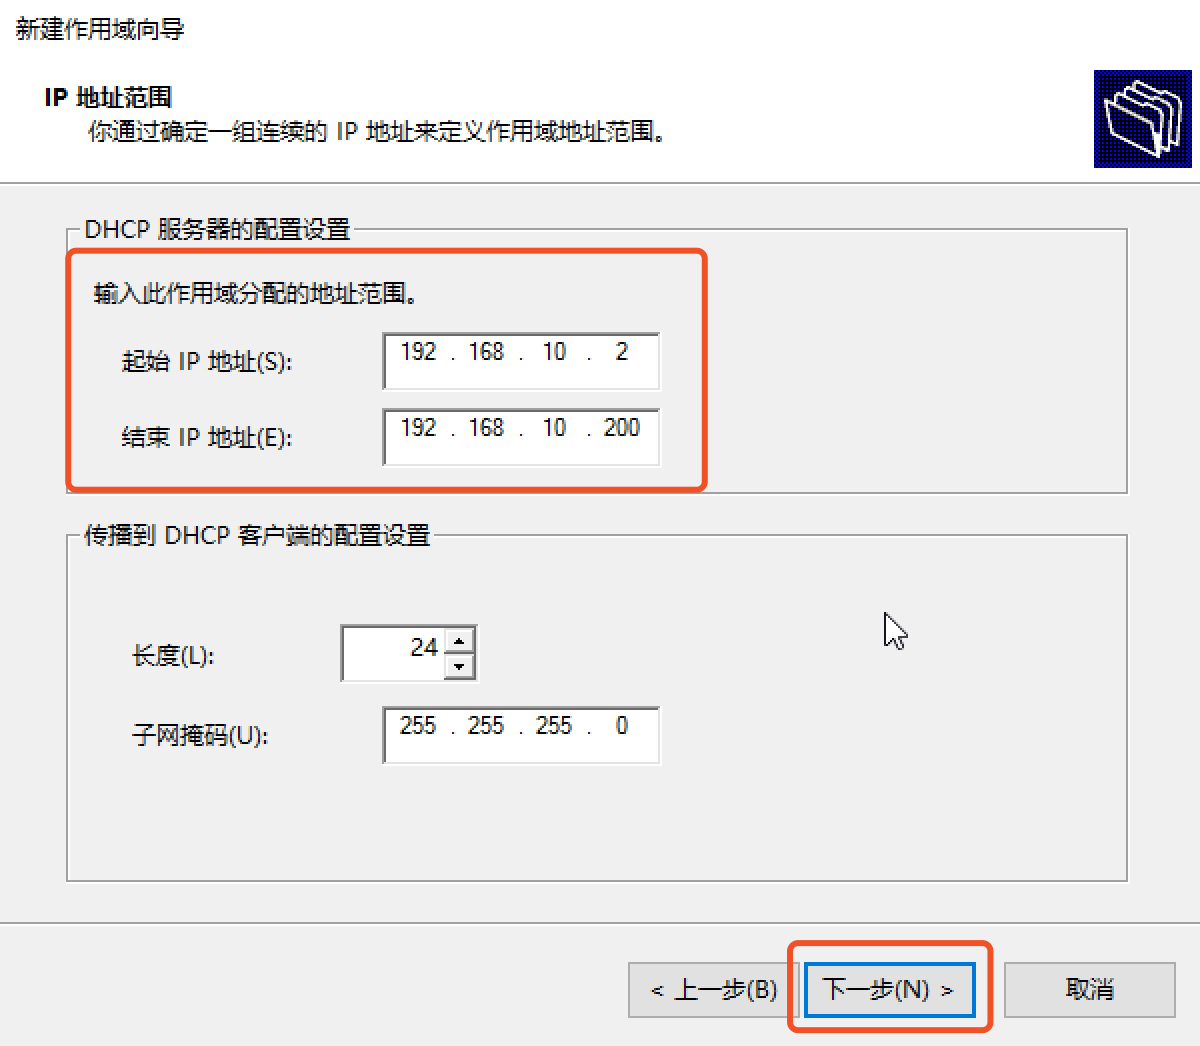 新建作用域向导
IP 地址范围
你通过确定一组连续的 IP 地址来定义作用域地址范围。
DHCP 服务器的配置设置
输入此作用域分配的地址范围。
起始 IP 地址(S): 192 . 168 . 10 . 2
结束 IP 地址(E): 192 . 168 . 10 . 200
传播到 DHCP 客户端的配置设置
长度(L): 24
子网掩码(U): 255 . 255 . 255 . 0
< 上一步(B) 下一步(N) > 取消